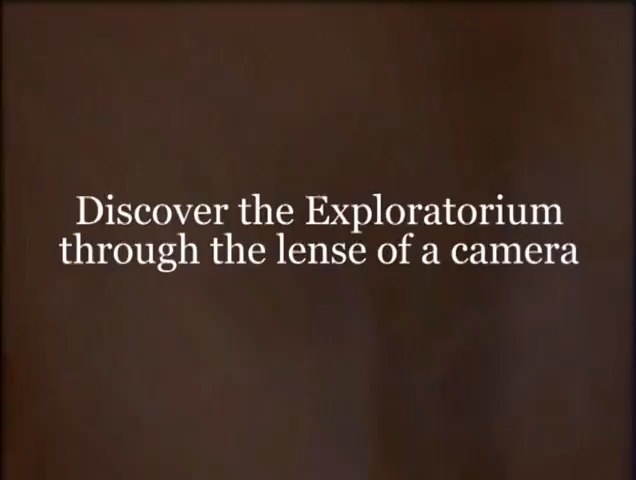 Discover the Exploratorium
through the lense of a camera